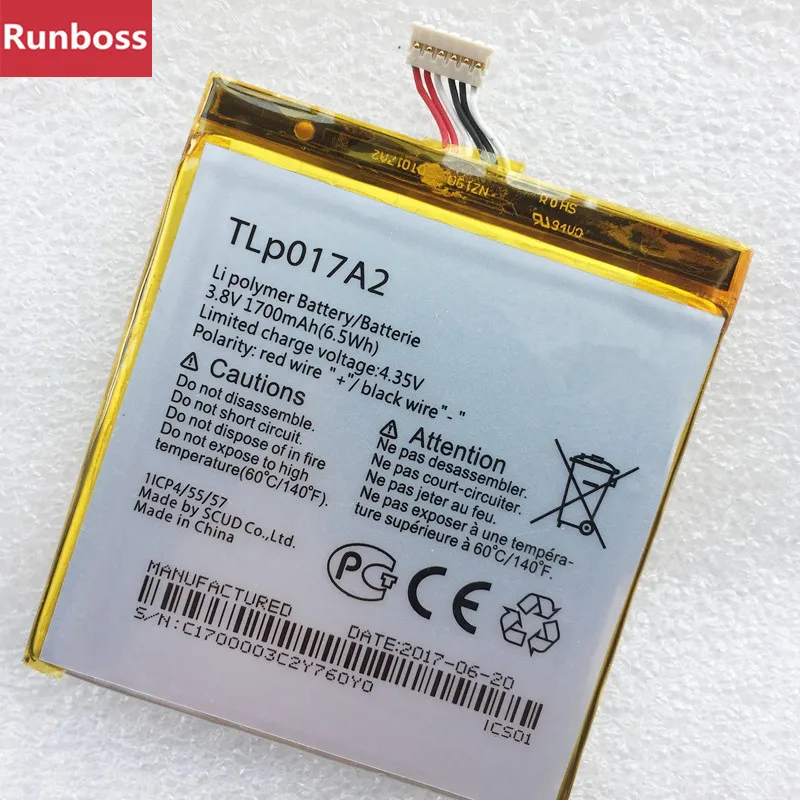 Runboss
PT017A2
ROHS
94V0
TLp017A2
Li polymer Battery/Batterie
3.8V 1700mAh(6.5Wh)
Limited charge voltage:4.35V
Polarity: red wire "+"/ black wire"- "
Cautions
Do not disassemble.
Do not short circuit.
Do not dispose of in fire
Do not expose to high
temperature(60°C/140°F).
1ICP4/55/57
Made by SCUD Co.,Ltd.
In China
Attention
Ne pas desassembler.
Ne pas court-circuiter.
Ne pas jeter au feu.
Ne pas exposer à une tempéra-
ture supérieure à 60°C/140°F.
PCT
CE
MANUFACTURED DATE:2017-06-20
S/N:C1700003C2Y760Y0
ICS01